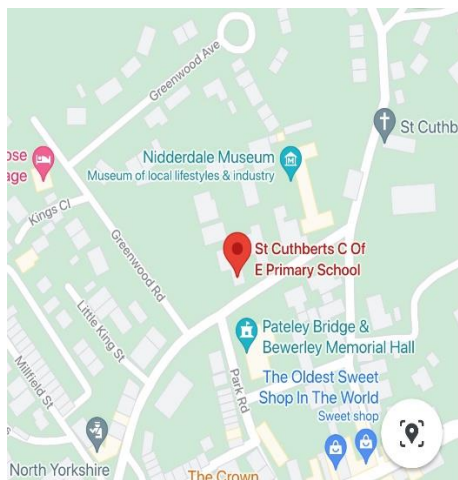 Greenwood Ave
St Cuthb
Nidderdale Museum
Museum of local lifestyles & industry
ose
age
Kings Cl
Greenwood Rd
St Cuthberts C Of
E Primary School
Little King St
Pateley Bridge &
Bewerley Memorial Hall
Millfield St
Park Rd
The Oldest Sweet
Shop In The World
Sweet shop
North Yorkshire
The Crown